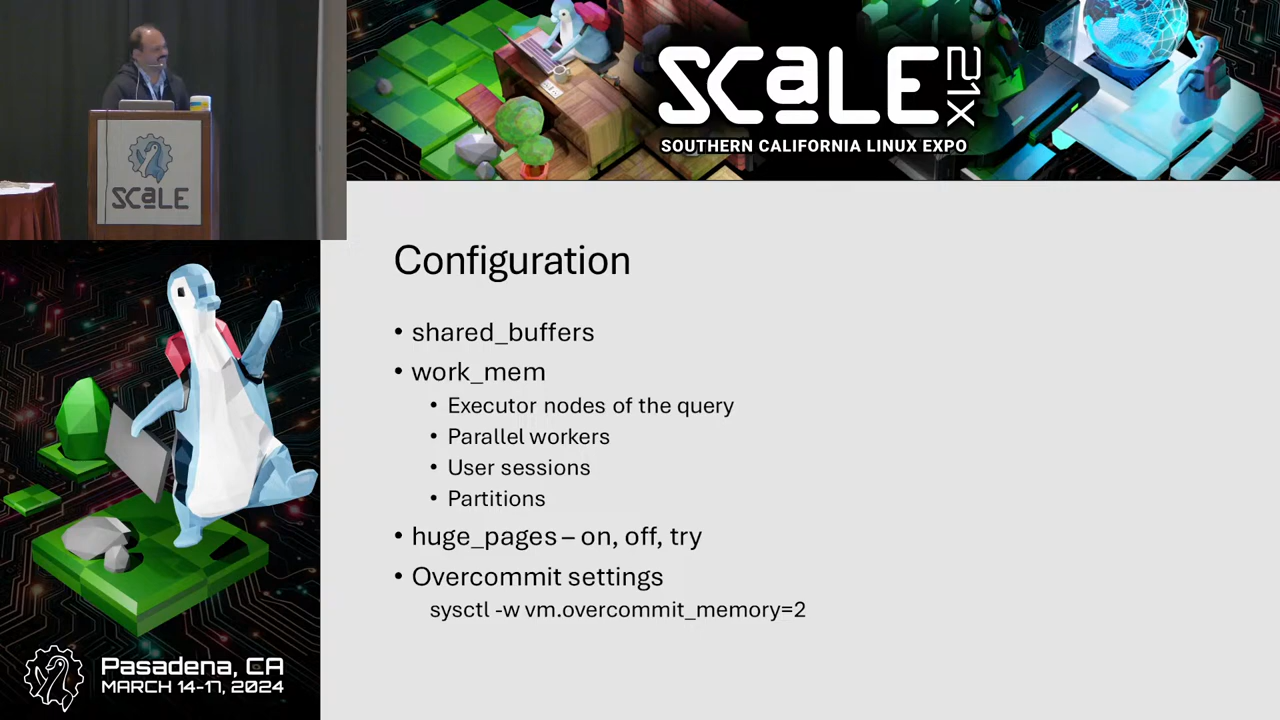 SCALE
21X
SOUTHERN CALIFORNIA LINUX EXPO
SCALE
Configuration
• shared_buffers
• work_mem
• Executor nodes of the query
• Parallel workers
• User sessions
• Partitions
• huge_pages – on, off, try
• Overcommit settings
sysctl -w vm.overcommit_memory=2
Pasadena, CA
MARCH 14-17, 2024